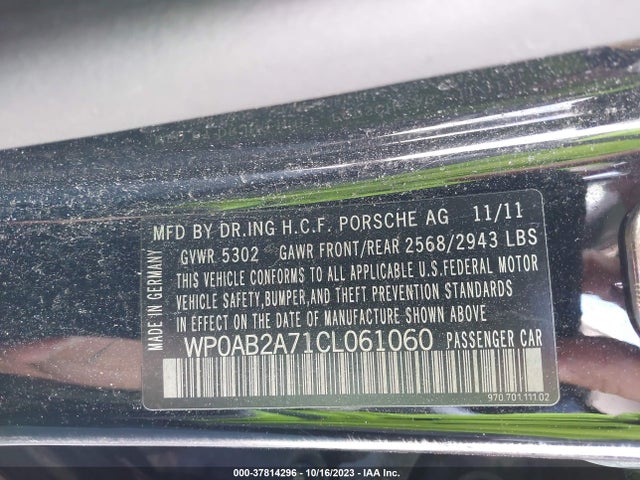 MFD BY DR.ING H.C.F. PORSCHE AG 11/11
GVWR 5302 GAWR FRONT/REAR 2568/2943 LBS
THIS VEHICLE CONFORMS TO ALL APPLICABLE U.S.FEDERAL MOTOR
VEHICLE SAFETY,BUMPER,AND THEFT PREVENTION STANDARDS
IN EFFECT ON THE DATE OF MANUFACTURE SHOWN ABOVE
WP0AB2A71CL061060 PASSENGER CAR
MADE IN GERMANY
970.701.111.02
000-37814296 - 10/16/2023 - IAA Inc.